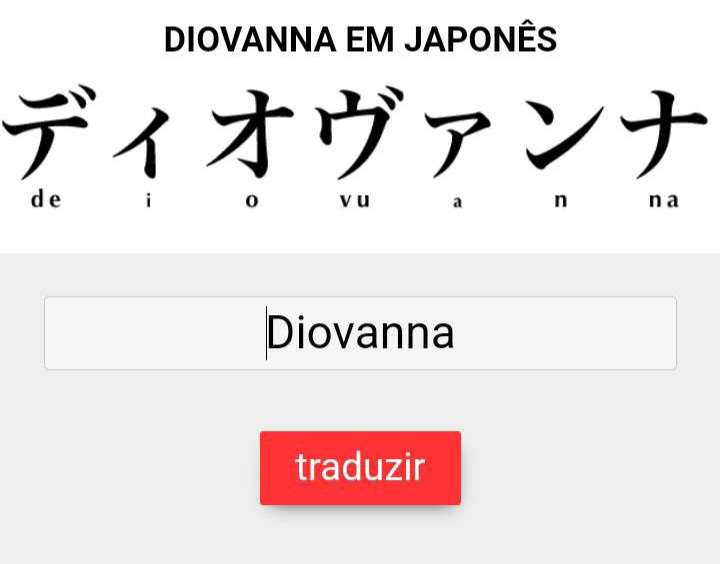 DIOVANNA EM JAPONÊS
ディオヴァンナ
de i o vu a n na
Diovanna
traduzir